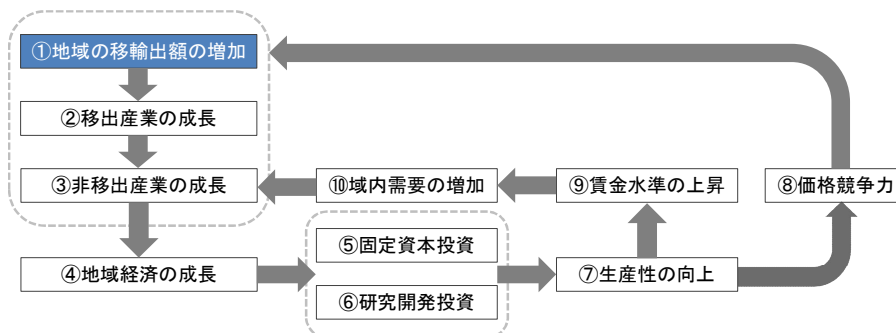 ①地域の移輸出額の増加
②移出産業の成長
③非移出産業の成長
⑩域内需要の増加
⑨賃金水準の上昇
⑧価格競争力
④地域経済の成長
⑤固定資本投資
⑥研究開発投資
⑦生産性の向上